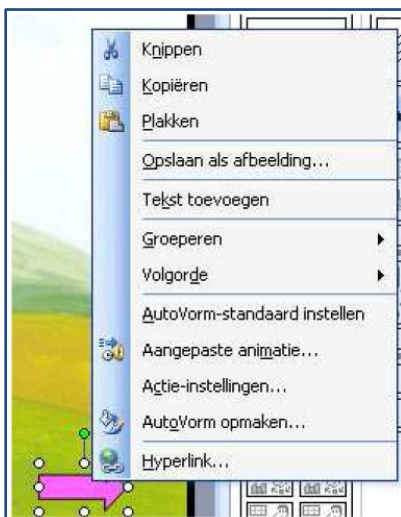 Knippen
Kopiëren
Plakken
Opslaan als afbeelding...
Tekst toevoegen
Groeperen
Volgorde
AutoVorm-standaard instellen
Aangepaste animatie...
Actie-instellingen...
AutoVorm opmaken...
Hyperlink...